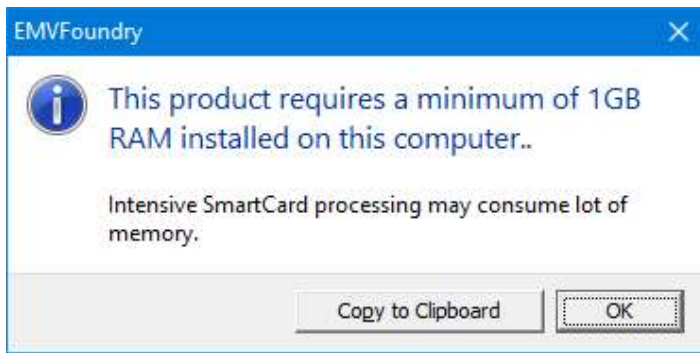 EMVFoundry
This product requires a minimum of 1GB
RAM installed on this computer..
Intensive SmartCard processing may consume lot of
memory.
Copy to Clipboard
OK